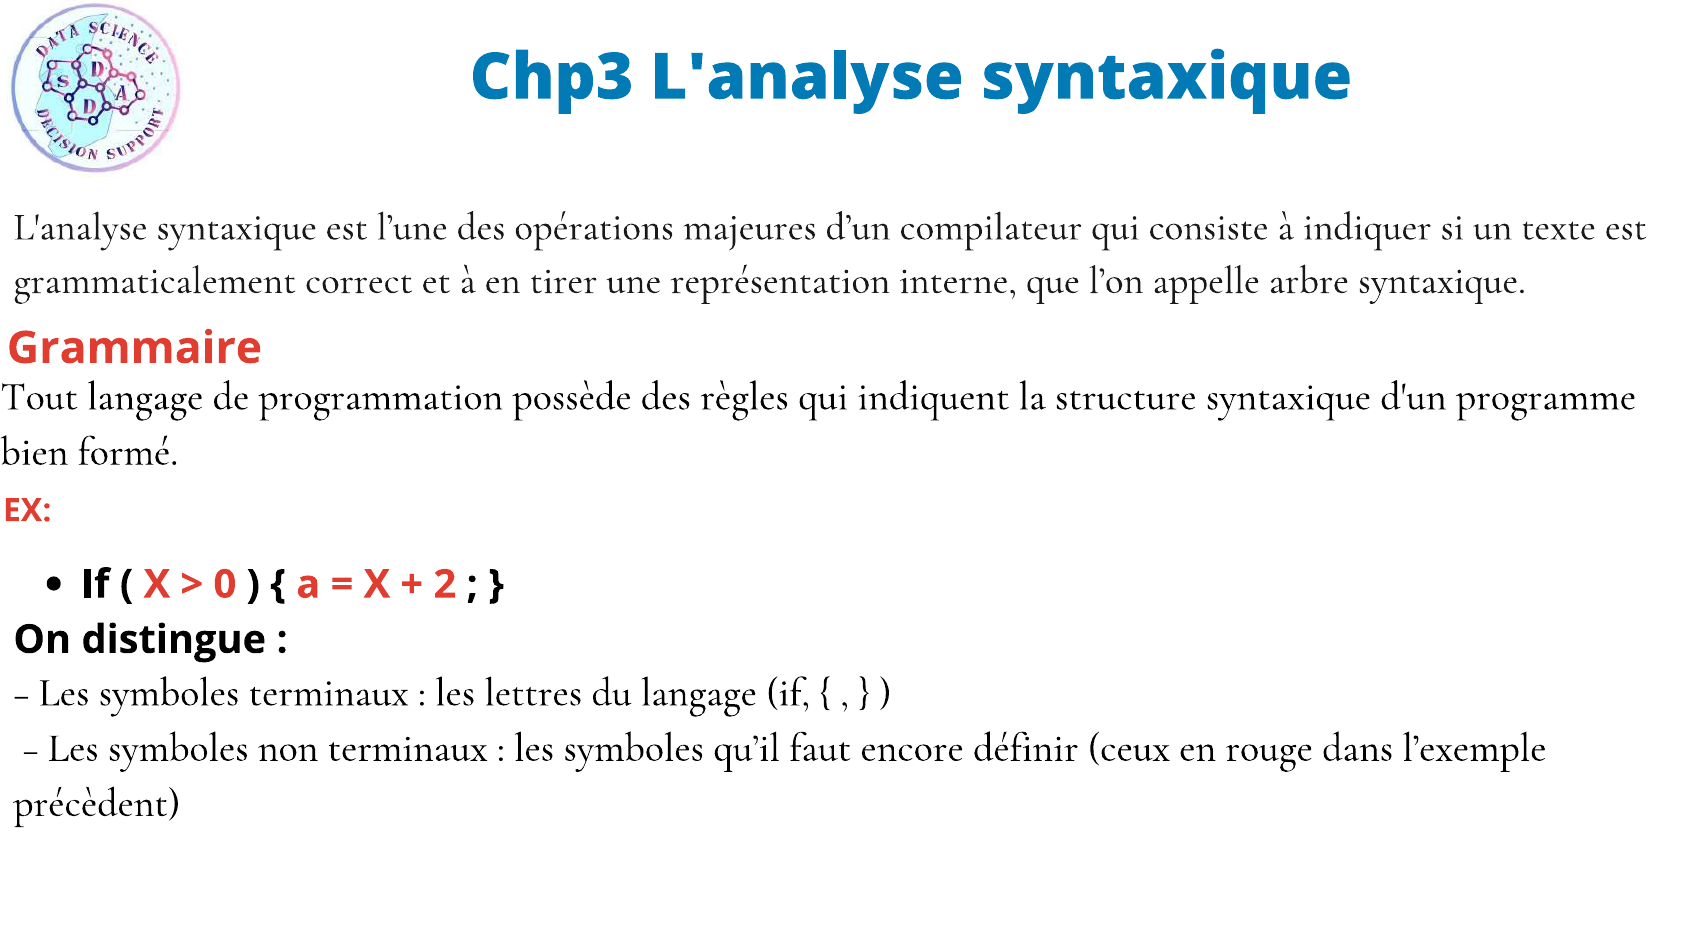 DATA SCIENCE
S D D A
DECISION SUPPORT
Chp3 L'analyse syntaxique
L'analyse syntaxique est l’une des opérations majeures d’un compilateur qui consiste à indiquer si un texte est
grammaticalement correct et à en tirer une représentation interne, que l’on appelle arbre syntaxique.
Grammaire
Tout langage de programmation possède des règles qui indiquent la structure syntaxique d'un programme
bien formé.
EX:
• If ( X > 0 ) { a = X + 2 ; }
On distingue :
– Les symboles terminaux : les lettres du langage (if, { , } )
– Les symboles non terminaux : les symboles qu’il faut encore définir (ceux en rouge dans l’exemple
précèdent)